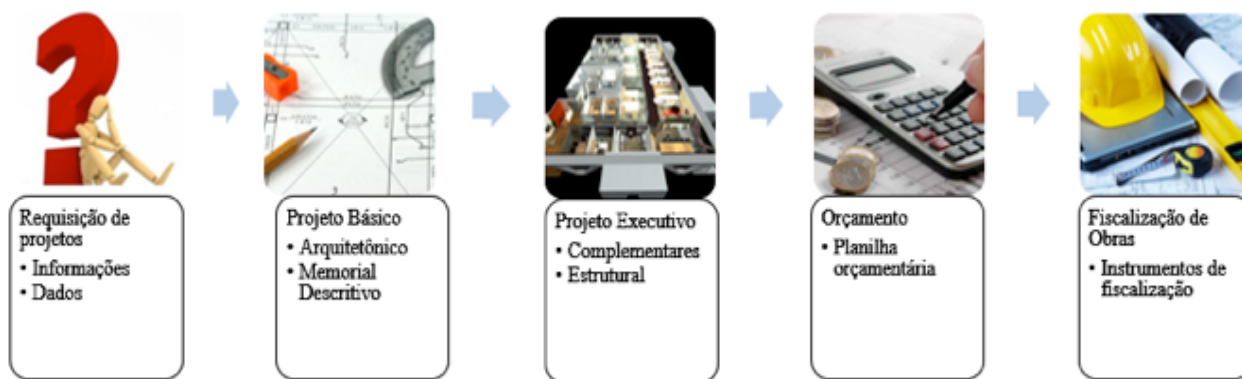 Requisição de
projetos
• Informações
• Dados
Projeto Básico
• Arquitetônico
• Memorial
Descritivo
Projeto Executivo
• Complementares
• Estrutural
Orçamento
• Planilha
orçamentária
Fiscalização de
Obras
• Instrumentos de
fiscalização